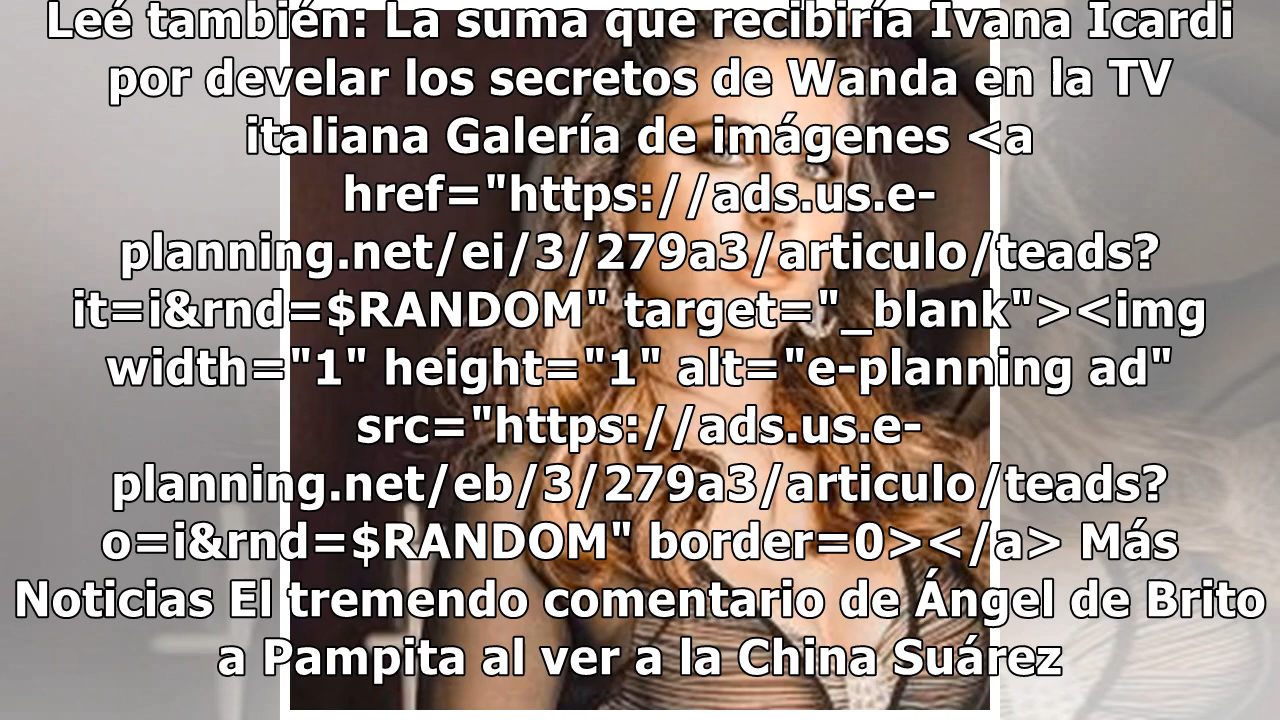 Leé también: La suma que recibiría Ivana Icardi
por develar los secretos de Wanda en la TV
italiana Galería de imágenes <a
href="https://ads.us.e-
planning.net/ei/3/279a3/articulo/teads?
it=i&rnd=$RANDOM" target="_blank"><img
width="1" height="1" alt="e-planning ad"
src="https://ads.us.e-
planning.net/eb/3/279a3/articulo/teads?
o=i&rnd=$RANDOM" border=0></a> Más
Noticias El tremendo comentario de Ángel de Brito
a Pampita al ver a la China Suárez